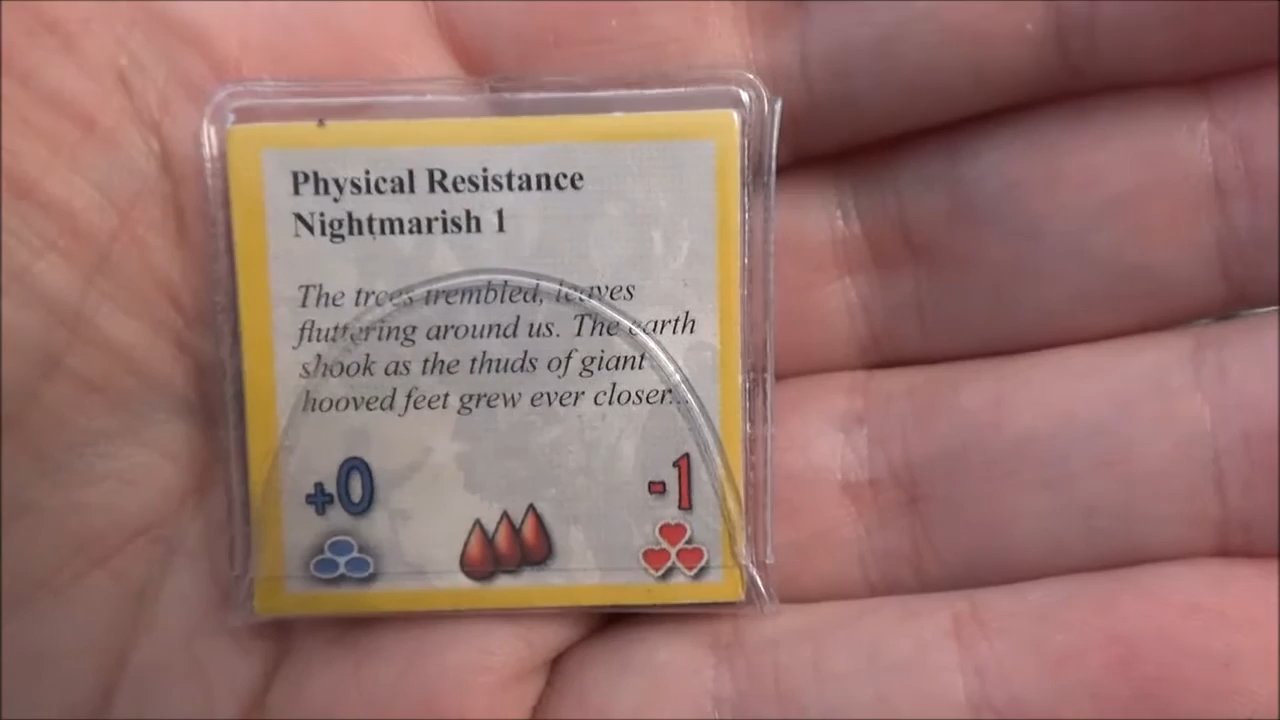 Physical Resistance
Nightmarish 1
The trees trembled, leaves
fluttering around us. The earth
shook as the thuds of giant
hooved feet grew ever closer...
+0
-1